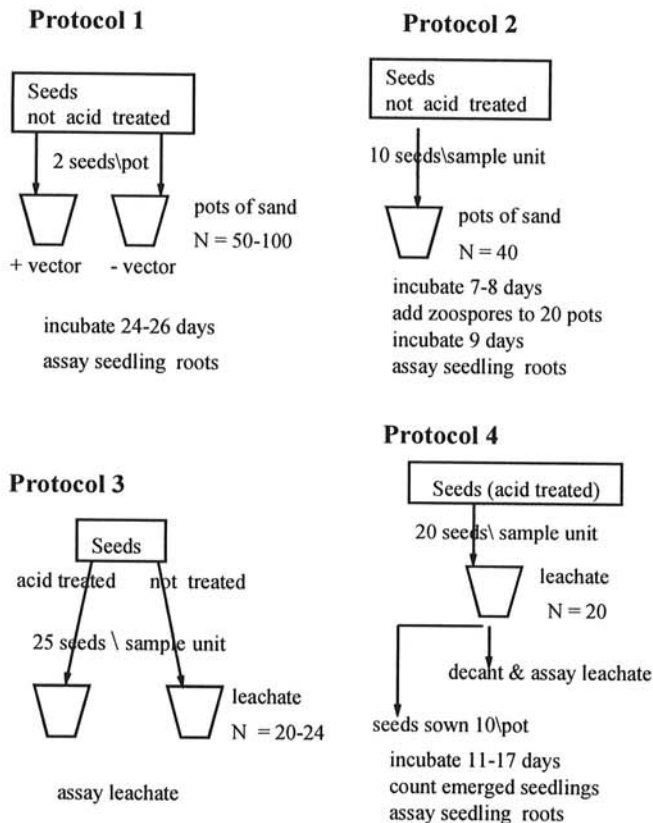 Protocol 1
Seeds
not acid treated
2 seeds\pot
pots of sand
N = 50-100
+ vector - vector
incubate 24-26 days
assay seedling roots
Protocol 2
Seeds
not acid treated
10 seeds\sample unit
pots of sand
N = 40
incubate 7-8 days
add zoospores to 20 pots
incubate 9 days
assay seedling roots
Protocol 3
Seeds
acid treated not treated
25 seeds \ sample unit
leachate
N = 20-24
assay leachate
Protocol 4
Seeds (acid treated)
20 seeds\ sample unit
leachate
N = 20
decant & assay leachate
seeds sown 10\pot
incubate 11-17 days
count emerged seedlings
assay seedling roots